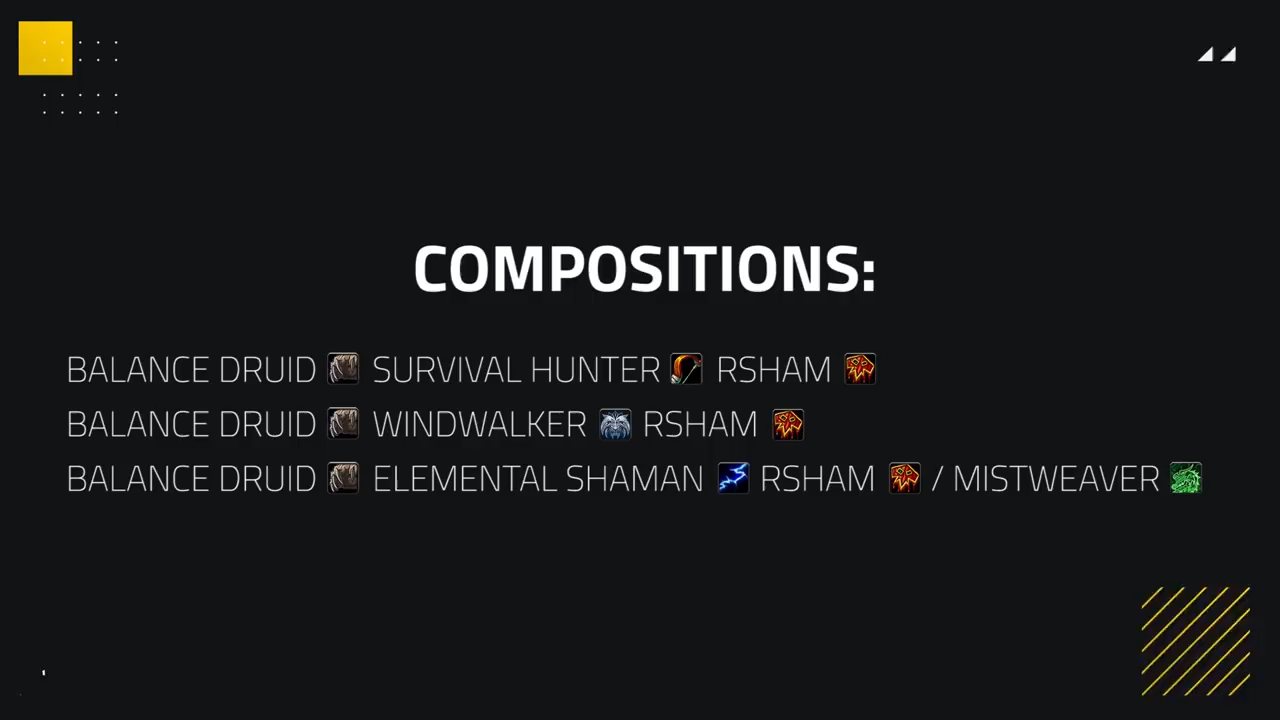 COMPOSITIONS:
BALANCE DRUID SURVIVAL HUNTER RSHAM
BALANCE DRUID WINDWALKER RSHAM
BALANCE DRUID ELEMENTAL SHAMAN RSHAM / MISTWEAVER